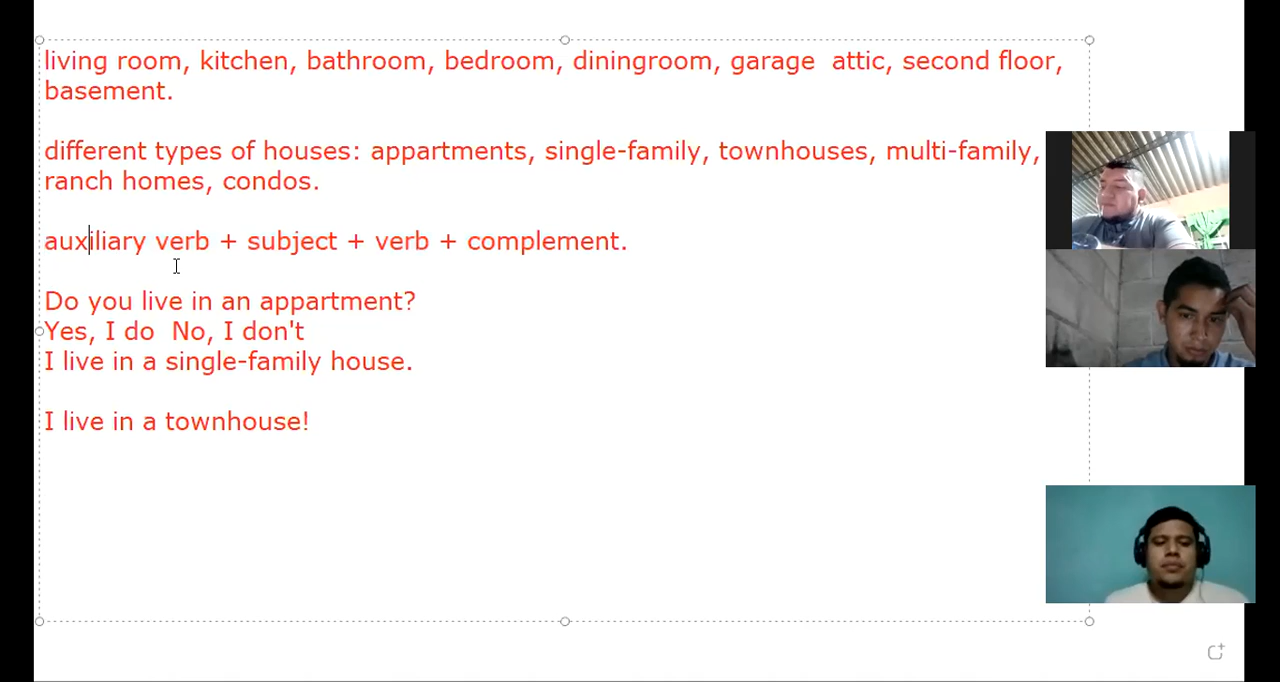 living room, kitchen, bathroom, bedroom, diningroom, garage  attic, second floor,
basement.
different types of houses: appartments, single-family, townhouses, multi-family,
ranch homes, condos.
auxiliary verb + subject + verb + complement.
Do you live in an appartment?
Yes, I do  No, I don't
I live in a single-family house.
I live in a townhouse!